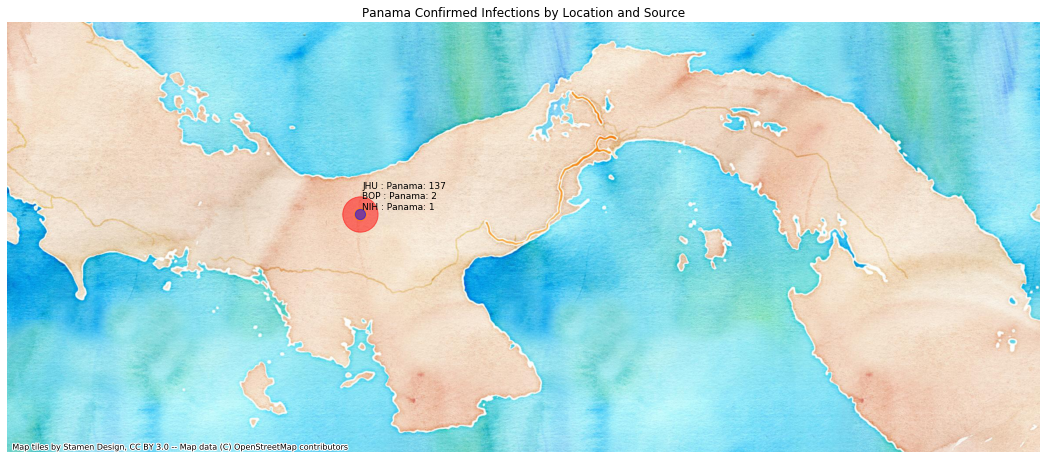 Panama Confirmed Infections by Location and Source
JHU : Panama: 137
BOP : Panama: 2
NIH : Panama: 1
Map tiles by Stamen Design, CC BY 3.0 -- Map data (C) OpenStreetMap contributors